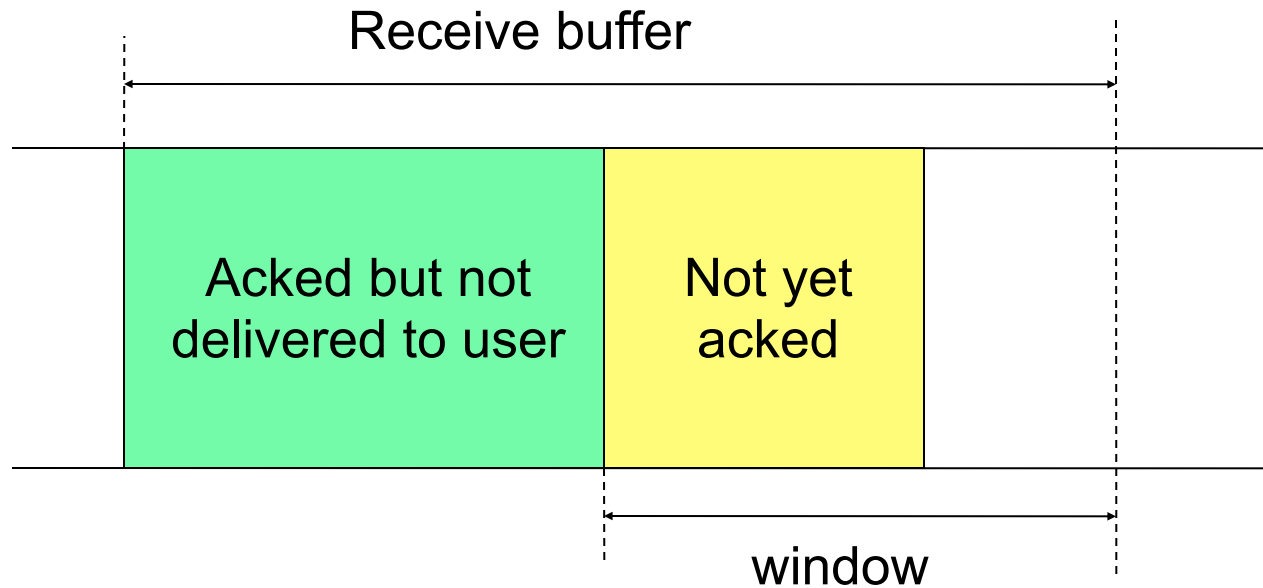 Receive buffer
Acked but not
delivered to user
Not yet
acked
window